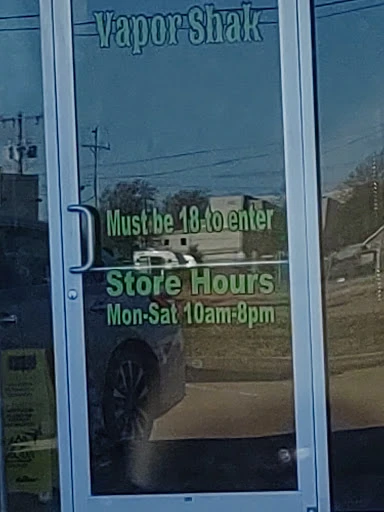 Vapor Shak
Must be 18 to enter
Store Hours
Mon-Sat 10am-8pm